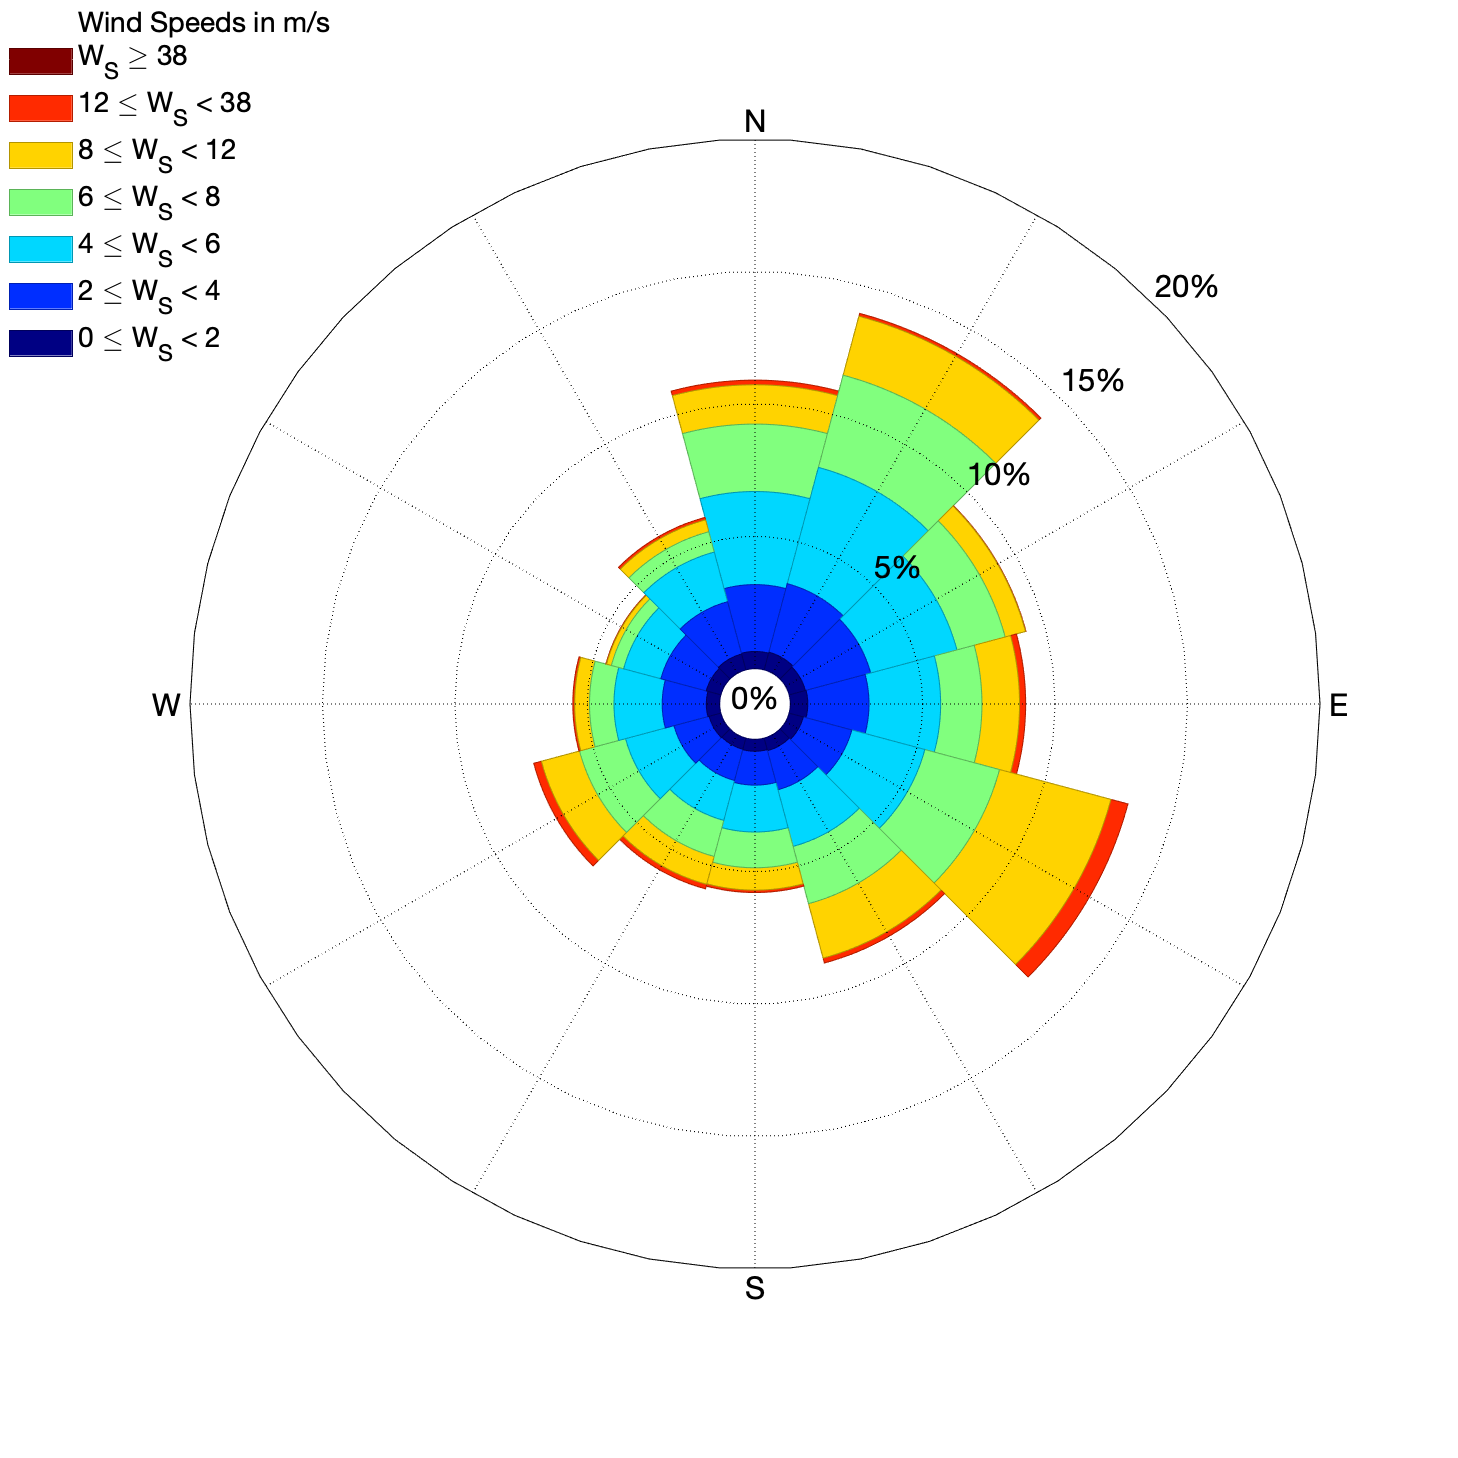 Wind Speeds in m/s
W_S ≥ 38
12 ≤ W_S < 38
8 ≤ W_S < 12
6 ≤ W_S < 8
4 ≤ W_S < 6
2 ≤ W_S < 4
0 ≤ W_S < 2
N
20%
15%
10%
5%
W
0%
E
S